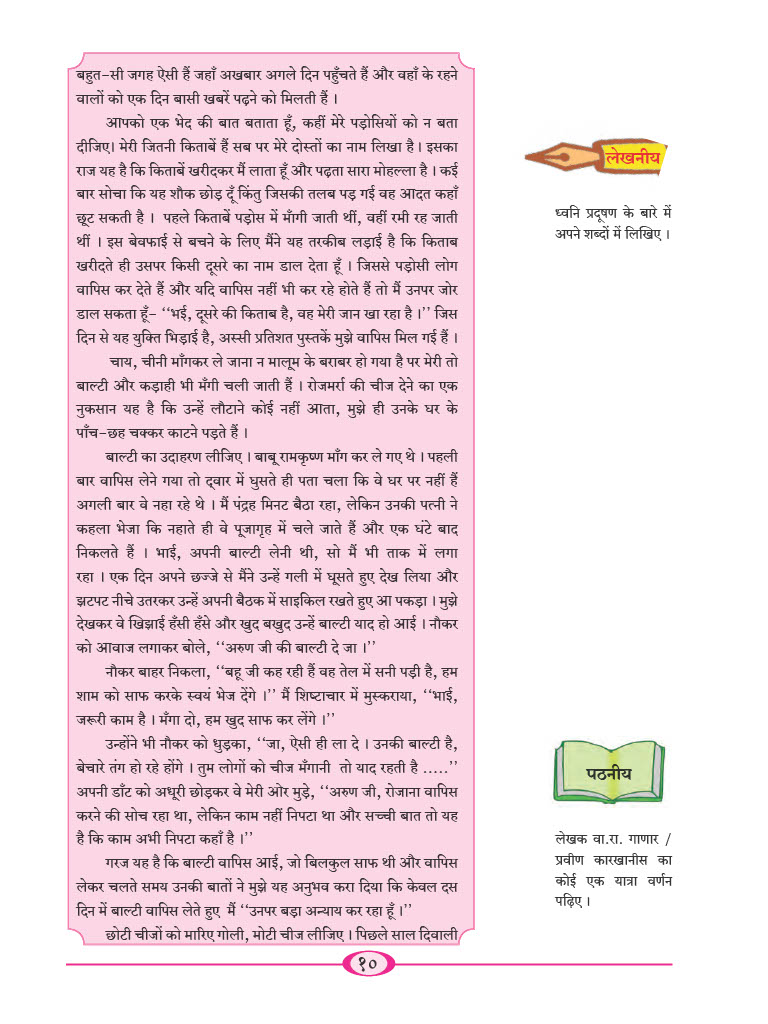 बहुत-सी जगह ऐसी हैं जहाँ अखबार अगले दिन पहुँचते हैं और वहाँ के रहने
वालों को एक दिन बासी खबरें पढ़ने को मिलती हैं ।
आपको एक भेद की बात बताता हूँ, कहीं मेरे पड़ोसियों को न बता
दीजिए। मेरी जितनी किताबें हैं सब पर मेरे दोस्तों का नाम लिखा है। इसका
राज यह है कि किताबें खरीदकर मैं लाता हूँ और पढ़ता सारा मोहल्ला है। कई
बार सोचा कि यह शौक छोड़ दूँ किंतु जिसकी तलब पड़ गई वह आदत कहाँ
छूट सकती है । पहले किताबें पड़ोस में माँगी जाती थीं, वहीं रमी रह जाती
थीं । इस बेवफाई से बचने के लिए मैंने यह तरकीब लड़ाई है कि किताब
खरीदते ही उसपर किसी दूसरे का नाम डाल देता हूँ । जिससे पड़ोसी लोग
वापिस कर देते हैं और यदि वापिस नहीं भी कर रहे होते हैं तो मैं उनपर जोर
डाल सकता हूँ- ‘‘भई, दूसरे की किताब है, वह मेरी जान खा रहा है ।’’ जिस
दिन से यह युक्ति भिड़ाई है, अस्सी प्रतिशत पुस्तकें मुझे वापिस मिल गई हैं ।
चाय, चीनी माँगकर ले जाना न मालूम के बराबर हो गया है पर मेरी तो
बाल्टी और कड़ाही भी मँगी चली जाती हैं । रोजमर्रा की चीज देने का एक
नुकसान यह है कि उन्हें लौटाने कोई नहीं आता, मुझे ही उनके घर के
पाँच-छह चक्कर काटने पड़ते हैं ।
बाल्टी का उदाहरण लीजिए । बाबू रामकृष्ण माँग कर ले गए थे । पहली
बार वापिस लेने गया तो द्वार में घुसते ही पता चला कि वे घर पर नहीं हैं
अगली बार वे नहा रहे थे । मैं पंद्रह मिनट बैठा रहा, लेकिन उनकी पत्नी ने
कहला भेजा कि नहाते ही वे पूजागृह में चले जाते हैं और एक घंटे बाद
निकलते हैं । भाई, अपनी बाल्टी लेनी थी, सो मैं भी ताक में लगा
रहा । एक दिन अपने छज्जे से मैंने उन्हें गली में घूसते हुए देख लिया और
झटपट नीचे उतरकर उन्हें अपनी बैठक में साइकिल रखते हुए आ पकड़ा । मुझे
देखकर वे खिझाई हँसी हँसे और खुद बखुद उन्हें बाल्टी याद हो आई । नौकर
को आवाज लगाकर बोले, ‘‘अरुण जी की बाल्टी दे जा ।’’
नौकर बाहर निकला, ‘‘बहू जी कह रही हैं वह तेल में सनी पड़ी है, हम
शाम को साफ करके स्वयं भेज देंगे ।’’ मैं शिष्टाचार में मुस्कराया, ‘‘भाई,
जरूरी काम है । मँगा दो, हम खुद साफ कर लेंगे ।’’
उन्होंने भी नौकर को धुड़का, ‘‘जा, ऐसी ही ला दे । उनकी बाल्टी है,
बेचारे तंग हो रहे होंगे । तुम लोगों को चीज मँगानी तो याद रहती है .....’’
अपनी डाँट को अधूरी छोड़कर वे मेरी ओर मुड़े, ‘‘अरुण जी, रोजाना वापिस
करने की सोच रहा था, लेकिन काम नहीं निपटा था और सच्ची बात तो यह
है कि काम अभी निपटा कहाँ है ।’’
गरज यह है कि बाल्टी वापिस आई, जो बिलकुल साफ थी और वापिस
लेकर चलते समय उनकी बातों ने मुझे यह अनुभव करा दिया कि केवल दस
दिन में बाल्टी वापिस लेते हुए मैं ‘‘उनपर बड़ा अन्याय कर रहा हूँ ।’’
छोटी चीजों को मारिए गोली, मोटी चीज लीजिए । पिछले साल दिवाली
लेखनीय
ध्वनि प्रदूषण के बारे में
अपने शब्दों में लिखिए ।
पठनीय
लेखक वा.रा. गाणार /
प्रवीण कारखानीस का
कोई एक यात्रा वर्णन
पढ़िए ।
१०